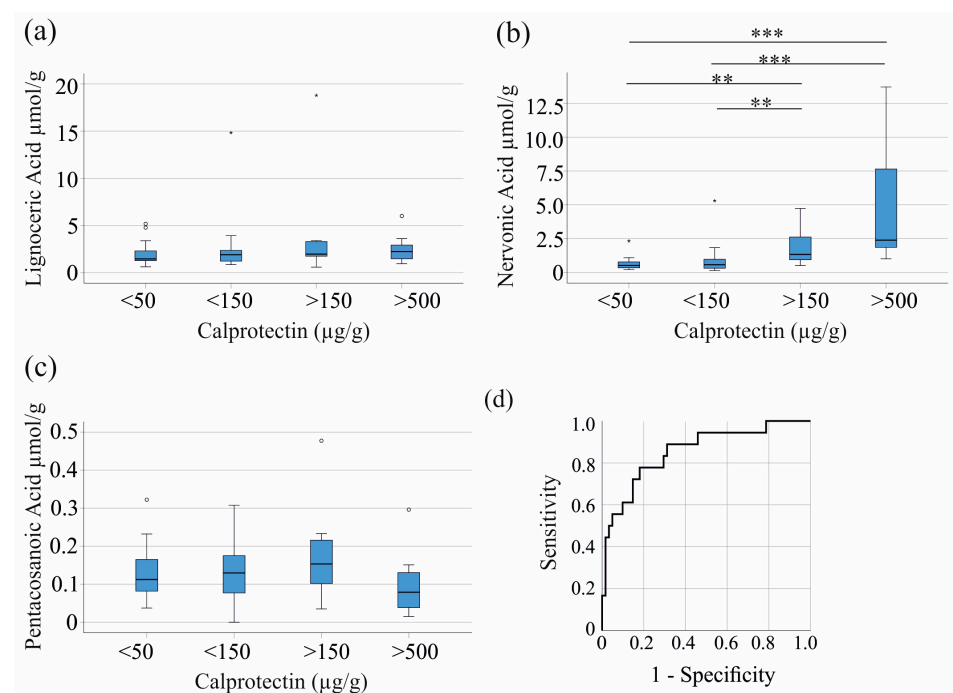 (a)
Lignoceric Acid µmol/g
20
15
10
5
0
<50 <150 >150 >500
Calprotectin (µg/g)
(b)
***
***
**
**
Nervonic Acid µmol/g
12.5
10.0
7.5
5.0
2.5
0
<50 <150 >150 >500
Calprotectin (µg/g)
(c)
Pentacosanoic Acid µmol/g
0.5
0.4
0.3
0.2
0.1
0
<50 <150 >150 >500
Calprotectin (µg/g)
(d)
Sensitivity
1.0
0.8
0.6
0.4
0.2
0
0 0.2 0.4 0.6 0.8 1.0
1 - Specificity